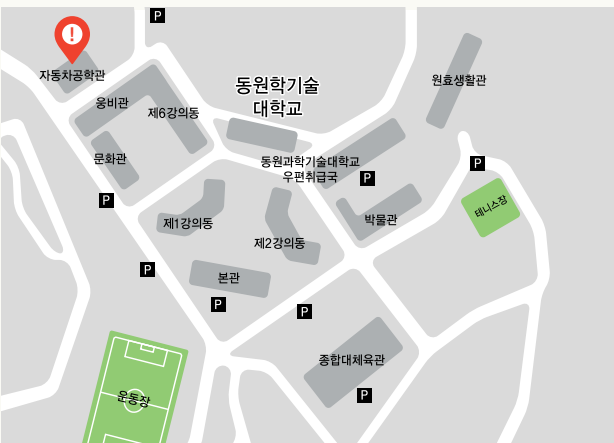 P
자동차공학관
동원학기술
대학교
원효생활관
웅비관
제6강의동
문화관
동원과학기술대학교
우편취급국
P
P
P
테니스장
제1강의동
박물관
제2강의동
P
본관
P
P
종합대체육관
P
운동장